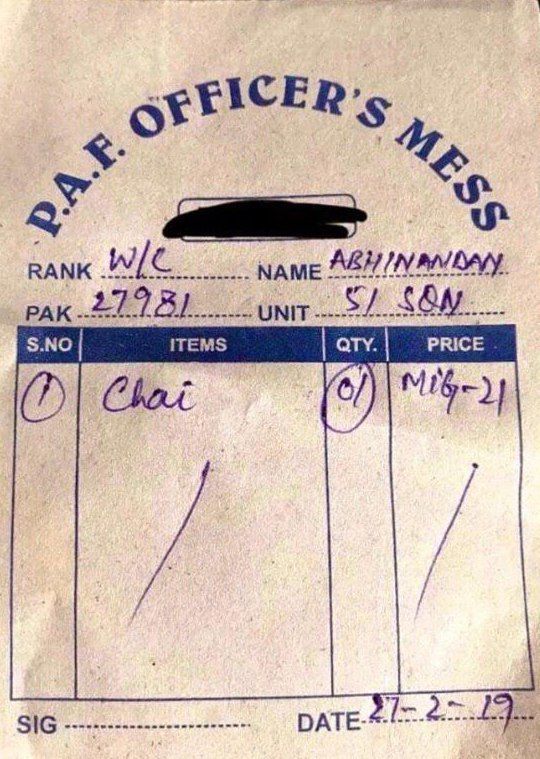 P.A.F. OFFICER'S MESS
RANK W/C NAME ABHINANDAN
PAK 27981 UNIT 51 SQN
S.NO ITEMS QTY. PRICE
1 Chai 01 MiG-21
SIG DATE 27-2-19